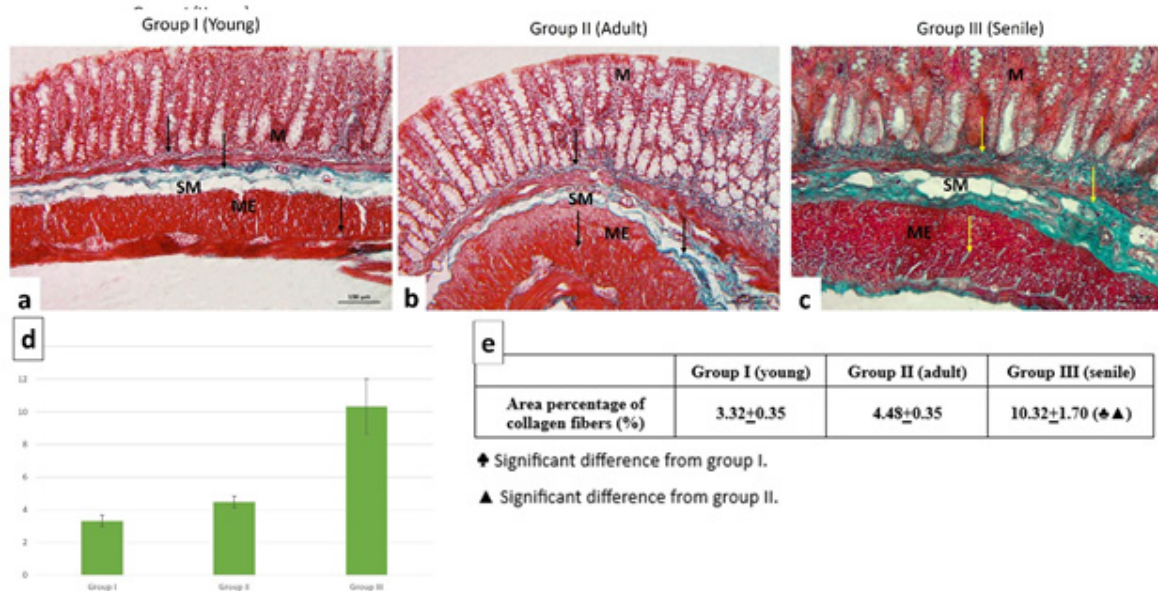 Group I (Young)
Group II (Adult)
Group III (Senile)
M
SM
ME
a
100 µm
M
SM
ME
b
M
SM
ME
c
d
12
10
8
6
4
2
0
Group I
Group II
Group III
e
Group I (young) Group II (adult) Group III (senile)
Area percentage of collagen fibers (%) 3.32±0.35 4.48±0.35 10.32±1.70 (♣▲)
♠ Significant difference from group I.
▲ Significant difference from group II.